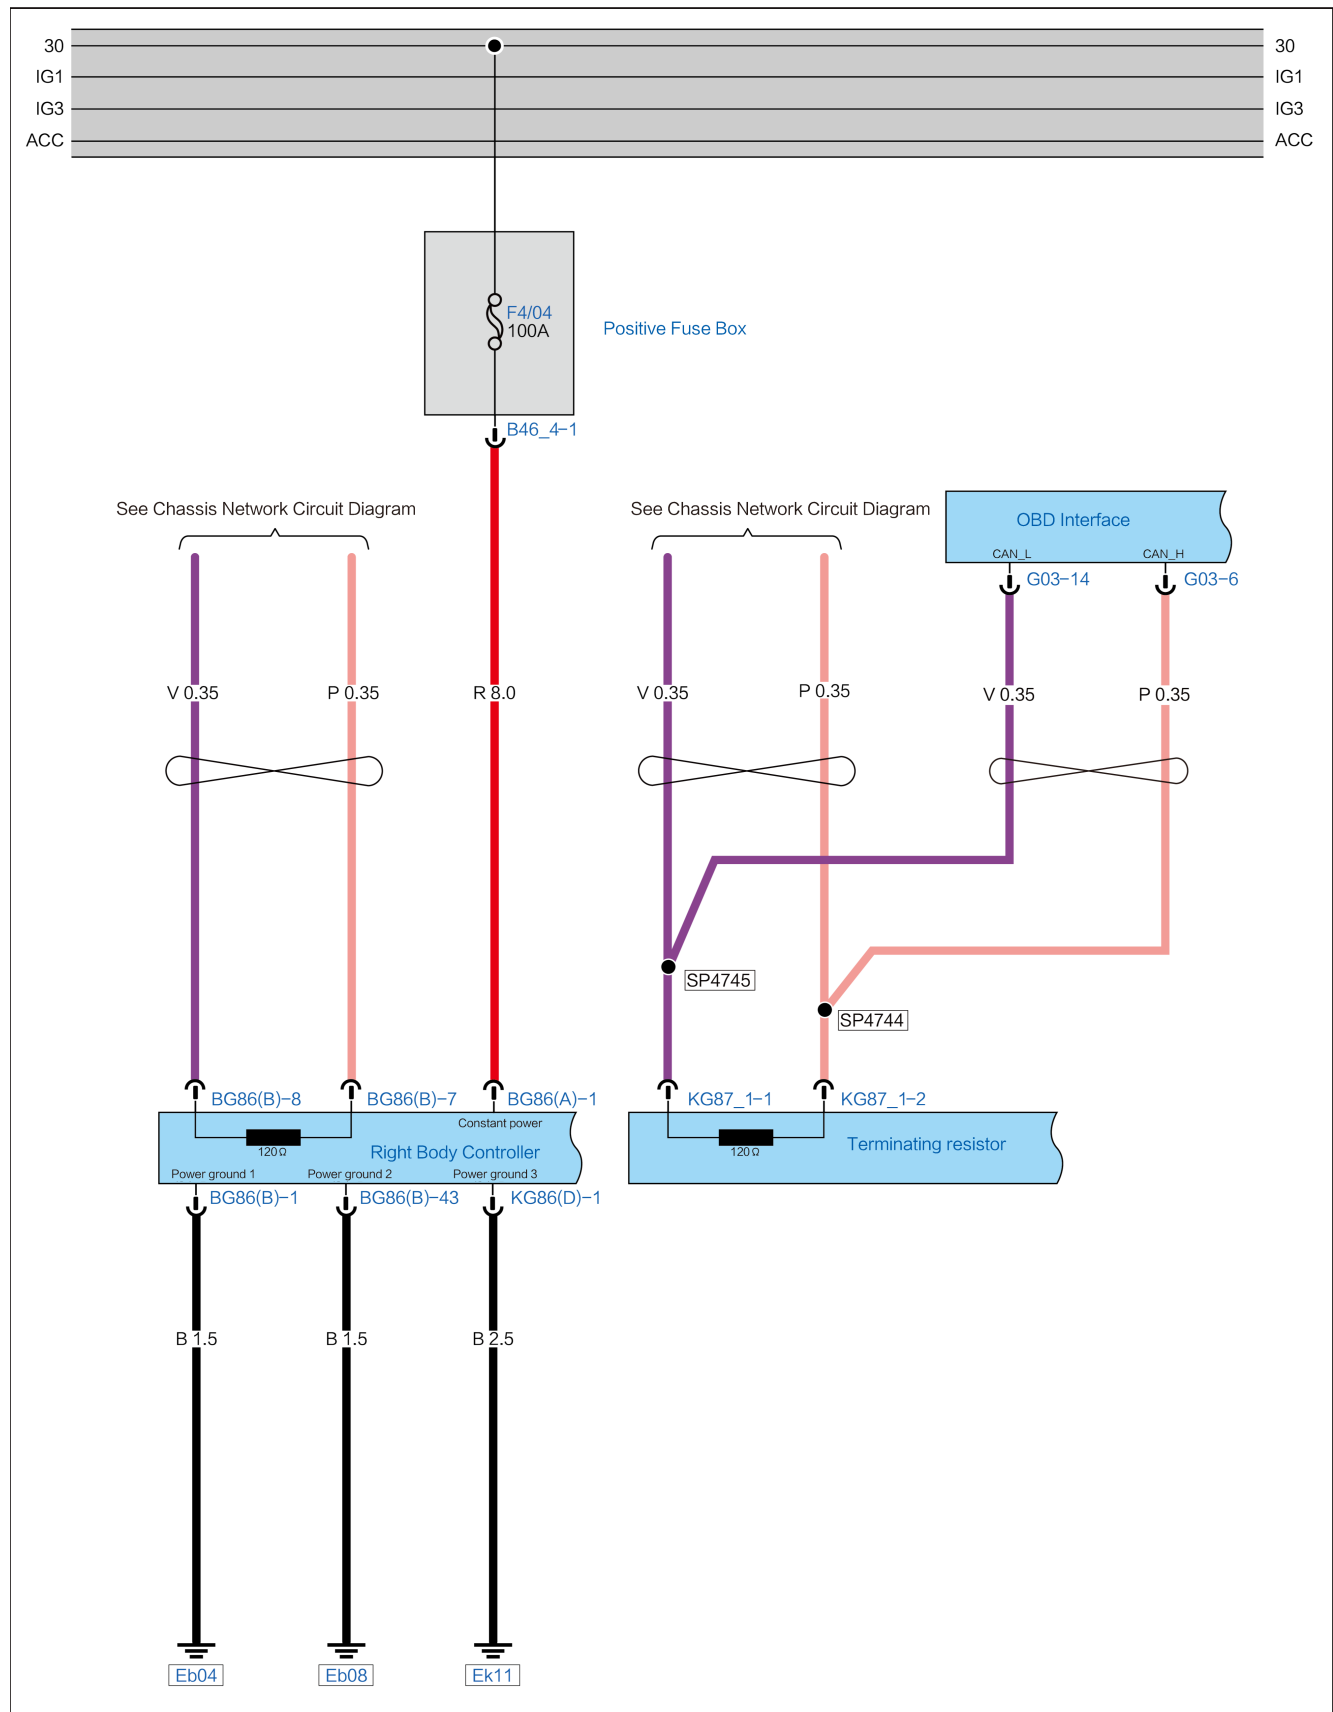 30
30
IG1
IG1
IG3
IG3
ACC
ACC
F4/04
100A
Positive Fuse Box
B46_4-1
See Chassis Network Circuit Diagram
See Chassis Network Circuit Diagram
OBD Interface
CAN_L
CAN_H
G03-14
G03-6
V 0.35
P 0.35
R 8.0
V 0.35
P 0.35
V 0.35
P 0.35
SP4745
SP4744
BG86(B)-8
BG86(B)-7
BG86(A)-1
KG87_1-1
KG87_1-2
Constant power
120Ω
Right Body Controller
120Ω
Terminating resistor
Power ground 1
Power ground 2
Power ground 3
BG86(B)-1
BG86(B)-43
KG86(D)-1
B 1.5
B 1.5
B 2.5
Eb04
Eb08
Ek11